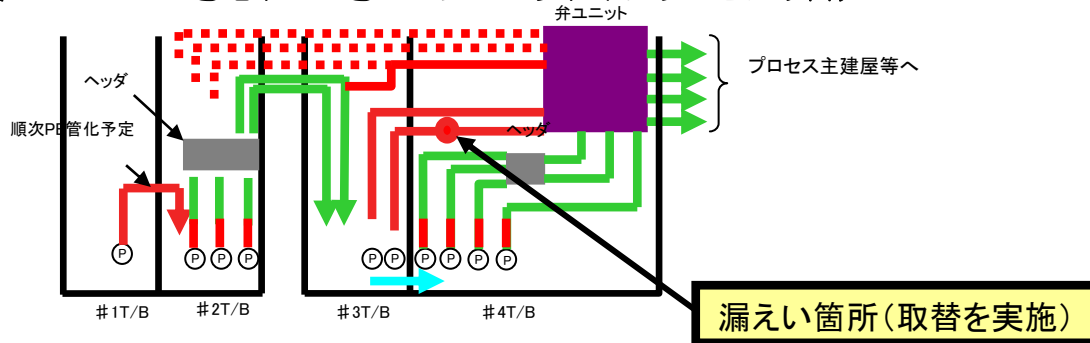 弁ユニット
プロセス主建屋等へ
ヘッダ
順次PE管化予定
ヘッダ
P
P P P
P P P P P P
#1T/B
#2T/B
#3T/B
#4T/B
漏えい箇所(取替を実施)